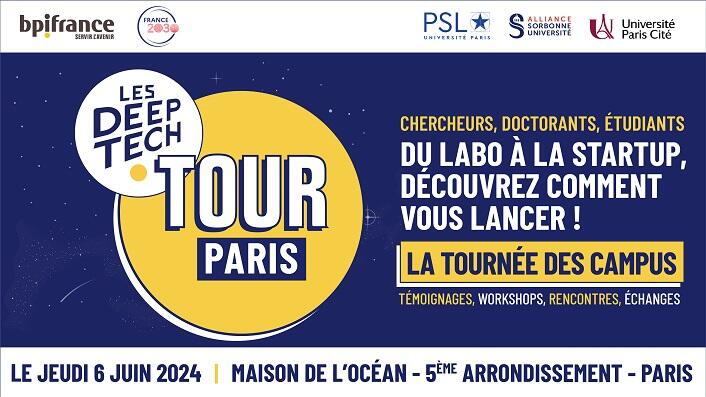 bpifrance
SERVIR L'AVENIR
FRANCE
2030
PSL
UNIVERSITÉ PARIS
ALLIANCE
SORBONNE
UNIVERSITÉ
Université
Paris Cité
LES
DEEP
TECH
TOUR
PARIS
CHERCHEURS, DOCTORANTS, ÉTUDIANTS
DU LABO À LA STARTUP,
DÉCOUVREZ COMMENT
VOUS LANCER !
LA TOURNÉE DES CAMPUS
TÉMOIGNAGES, WORKSHOPS, RENCONTRES, ÉCHANGES
LE JEUDI 6 JUIN 2024 | MAISON DE L'OCÉAN - 5ÈME ARRONDISSEMENT - PARIS